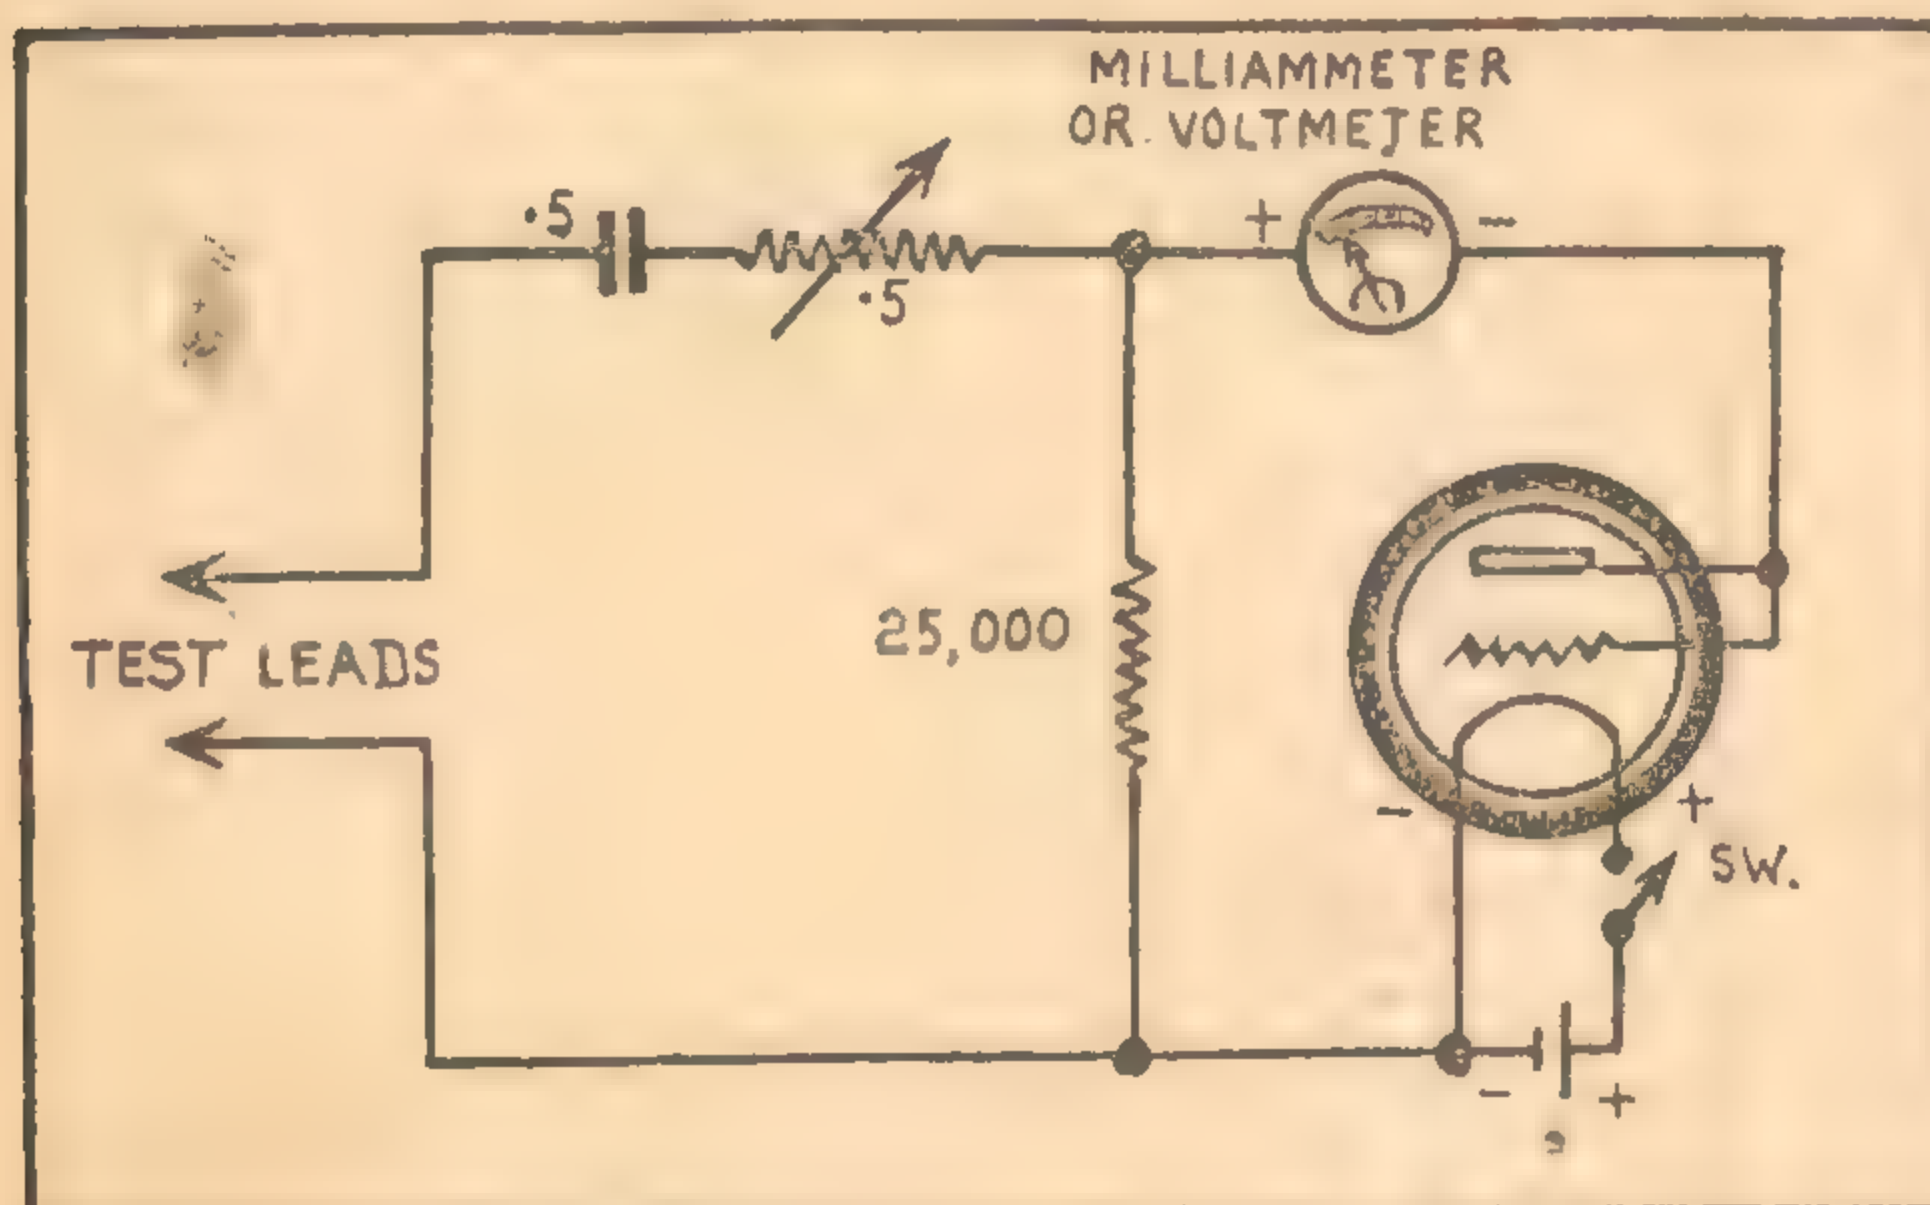 MILLIAMMETER
OR. VOLTMETER
.5
+ -
.5
25,000
TEST LEADS
- +
SW.
- +